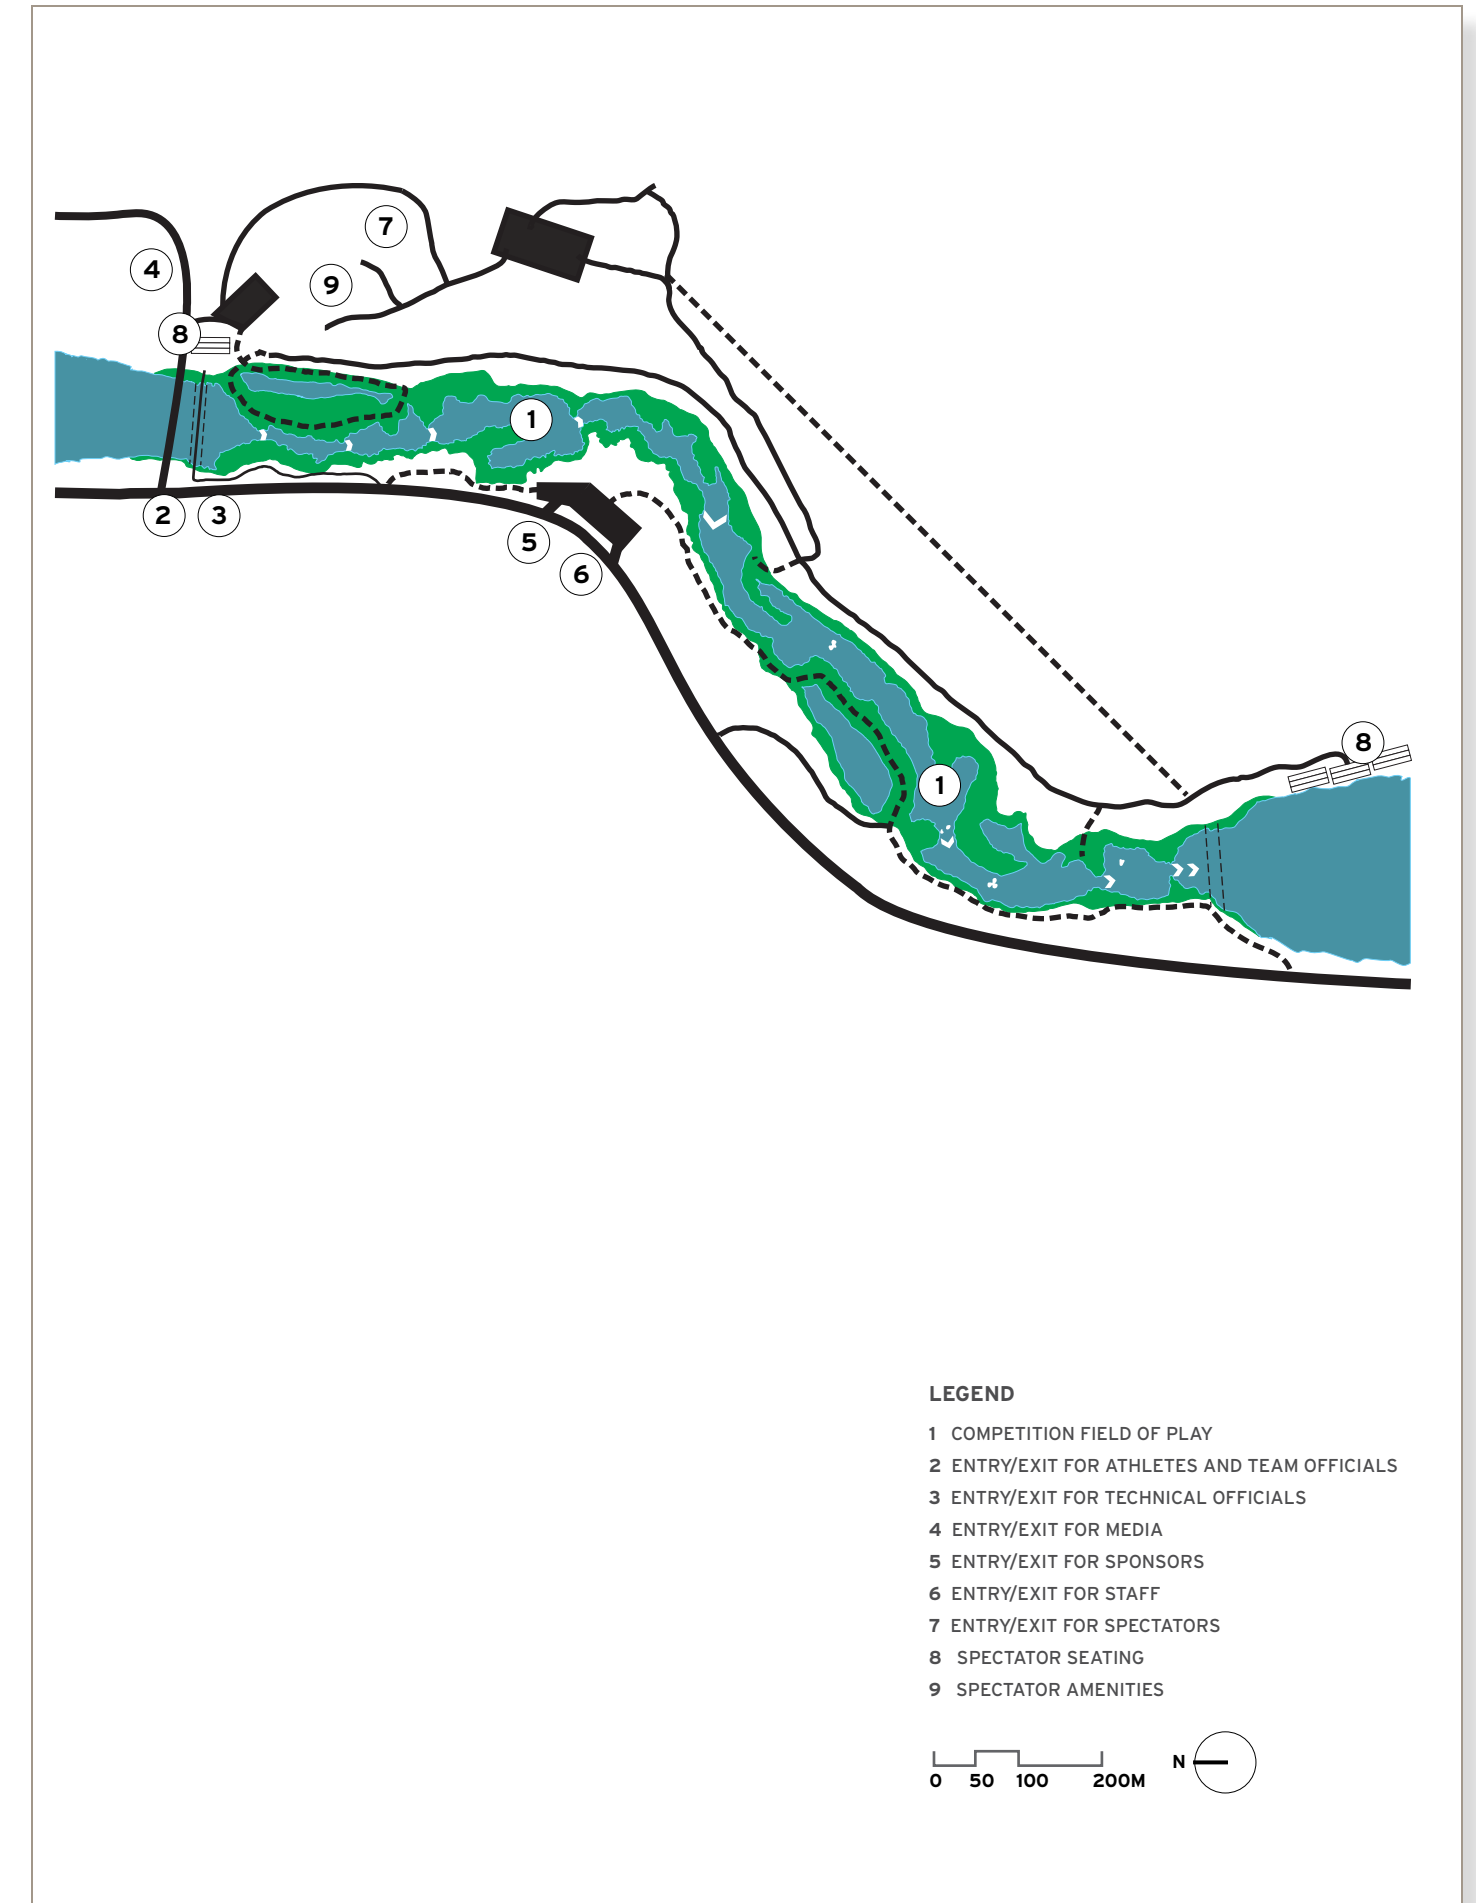 7
4
9
8
1
2
3
5
6
8
1
LEGEND
1 COMPETITION FIELD OF PLAY
2 ENTRY/EXIT FOR ATHLETES AND TEAM OFFICIALS
3 ENTRY/EXIT FOR TECHNICAL OFFICIALS
4 ENTRY/EXIT FOR MEDIA
5 ENTRY/EXIT FOR SPONSORS
6 ENTRY/EXIT FOR STAFF
7 ENTRY/EXIT FOR SPECTATORS
8 SPECTATOR SEATING
9 SPECTATOR AMENITIES
N
0 50 100 200M